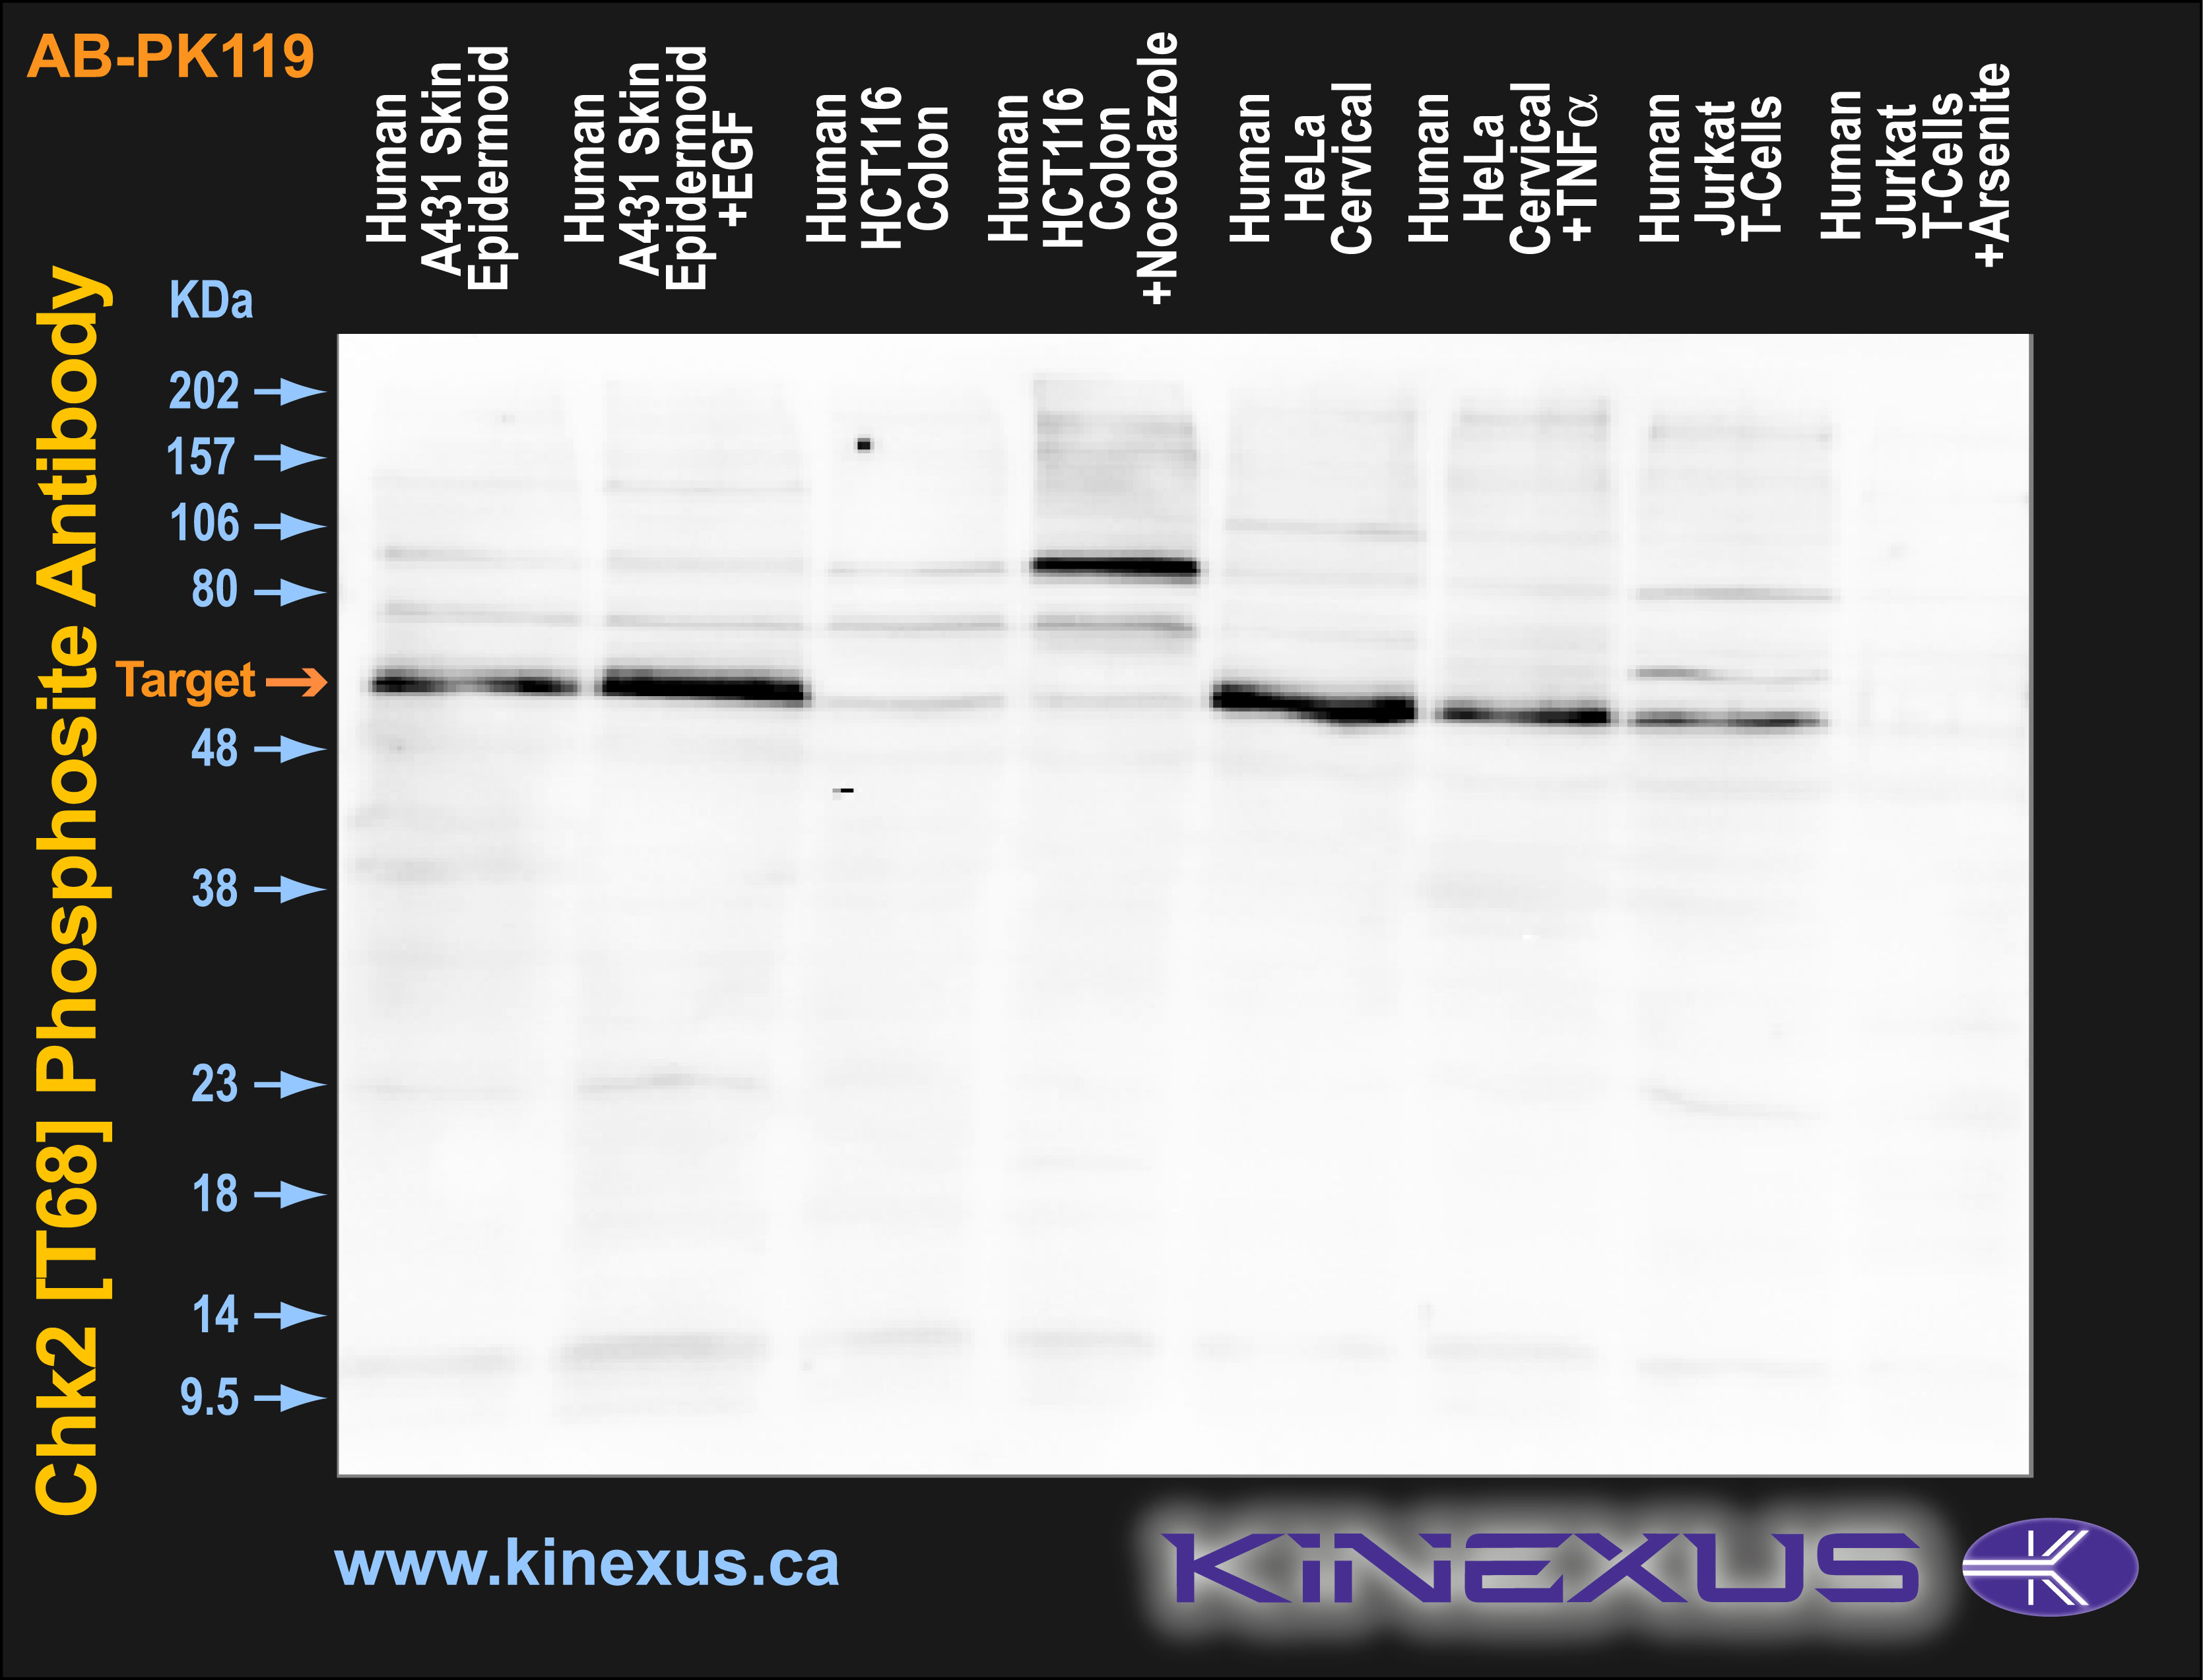 AB-PK119
Human
A431 Skin
Epidermoid
Human
A431 Skin
Epidermoid
+EGF
Human
HCT116
Colon
Human
HCT116
Colon
+Nocodazole
Human
HeLa
Cervical
Human
HeLa
Cervical
+TNFα
Human
Jurkat
T-Cells
Human
Jurkat
T-Cells
+Arsenite
Chk2 [T68] Phosphosite Antibody
KDa
202
157
106
80
Target
48
38
23
18
14
9.5
www.kinexus.ca
KiNEXUS